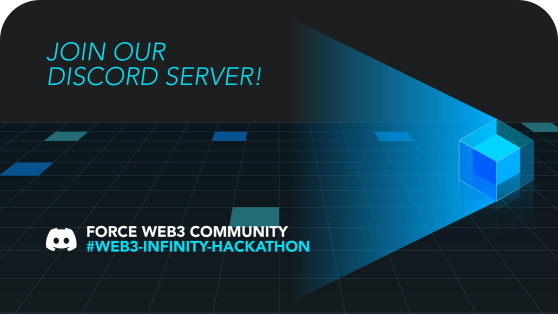 JOIN OUR
DISCORD SERVER!
FORCE WEB3 COMMUNITY
#WEB3-INFINITY-HACKATHON